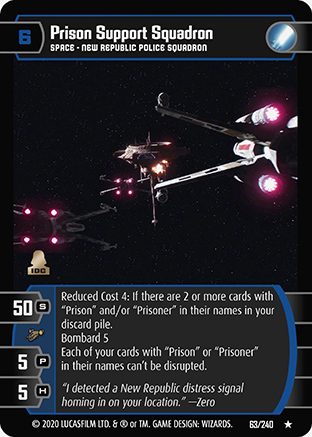 6
Prison Support Squadron
SPACE - NEW REPUBLIC POLICE SQUADRON
IDC
50 S
Reduced Cost 4: If there are 2 or more cards with
"Prison" and/or "Prisoner" in their names in your
discard pile.
Bombard 5
5 P
Each of your cards with "Prison" or "Prisoner"
in their names can't be disrupted.
5 H
"I detected a New Republic distress signal
homing in on your location." —Zero
© 2020 LUCASFILM LTD. & ® or TM. GAME DESIGN: WIZARDS.
63/240